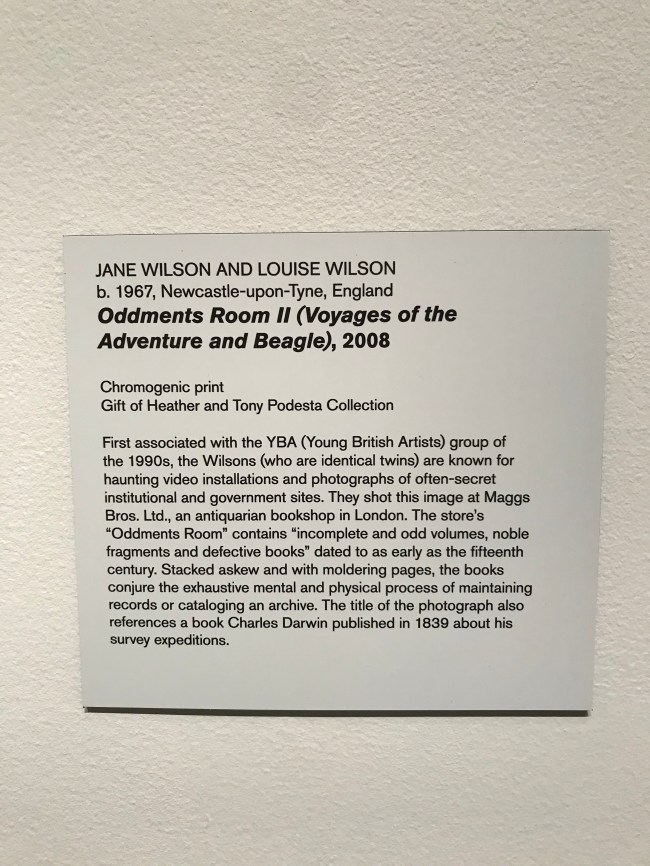 JANE WILSON AND LOUISE WILSON
b. 1967, Newcastle-upon-Tyne, England
Oddments Room II (Voyages of the
Adventure and Beagle), 2008
Chromogenic print
Gift of Heather and Tony Podesta Collection
First associated with the YBA (Young British Artists) group of
the 1990s, the Wilsons (who are identical twins) are known for
haunting video installations and photographs of often-secret
institutional and government sites. They shot this image at Maggs
Bros. Ltd., an antiquarian bookshop in London. The store's
“Oddments Room” contains “incomplete and odd volumes, noble
fragments and defective books” dated to as early as the fifteenth
century. Stacked askew and with moldering pages, the books
conjure the exhaustive mental and physical process of maintaining
records or cataloging an archive. The title of the photograph also
references a book Charles Darwin published in 1839 about his
survey expeditions.